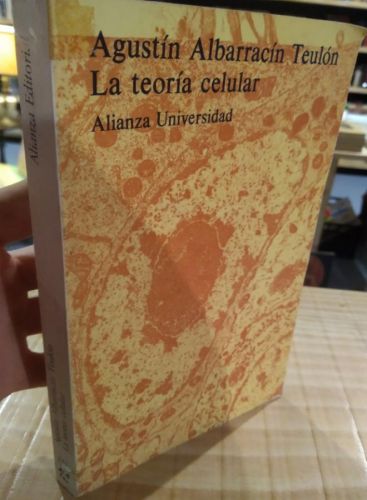 Agustín Albarracín Teulón
La teoría celular
Alianza Universidad
Alianza Editorial